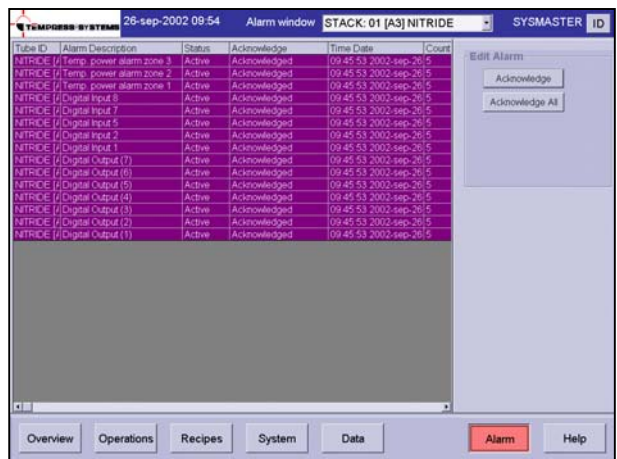 TEMPRESS SYSTEMS 26-sep-2002 09:54 Alarm window STACK: 01 [A3] NITRIDE SYSMASTER ID
Tube ID Alarm Description Status Acknowledge Time Date Count
NITRIDE [A Temp. power alarm zone 3 Active Acknowledged 09:45:53 2002-sep-26 5
NITRIDE [A Temp. power alarm zone 2 Active Acknowledged 09:45:53 2002-sep-26 5
NITRIDE [A Temp. power alarm zone 1 Active Acknowledged 09:45:53 2002-sep-26 5
NITRIDE [A Digital Input 8 Active Acknowledged 09:45:53 2002-sep-26 5
NITRIDE [A Digital Input 7 Active Acknowledged 09:45:53 2002-sep-26 5
NITRIDE [A Digital Input 5 Active Acknowledged 09:45:53 2002-sep-26 5
NITRIDE [A Digital Input 2 Active Acknowledged 09:45:53 2002-sep-26 5
NITRIDE [A Digital Input 1 Active Acknowledged 09:45:53 2002-sep-26 5
NITRIDE [A Digital Output (7) Active Acknowledged 09:45:53 2002-sep-26 5
NITRIDE [A Digital Output (6) Active Acknowledged 09:45:53 2002-sep-26 5
NITRIDE [A Digital Output (5) Active Acknowledged 09:45:53 2002-sep-26 5
NITRIDE [A Digital Output (4) Active Acknowledged 09:45:53 2002-sep-26 5
NITRIDE [A Digital Output (3) Active Acknowledged 09:45:53 2002-sep-26 5
NITRIDE [A Digital Output (2) Active Acknowledged 09:45:53 2002-sep-26 5
NITRIDE [A Digital Output (1) Active Acknowledged 09:45:53 2002-sep-26 5
Edit Alarm
Acknowledge
Acknowledge All
Overview Operations Recipes System Data Alarm Help